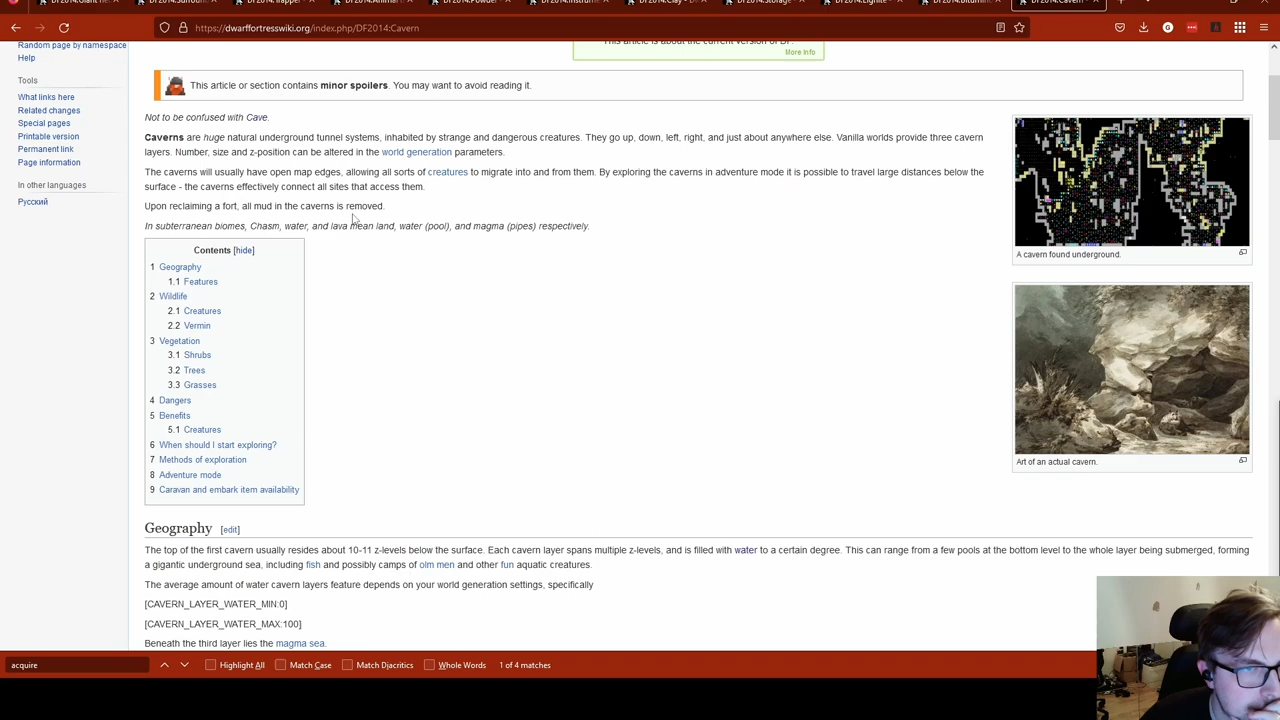 https://dwarffortresswiki.org/index.php/DF2014:Cavern
Random page by namespace
Help
Tools
What links here
Related changes
Special pages
Printable version
Permanent link
Page information
In other languages
Русский
This article is about the current version of DF.
More Info
This article or section contains minor spoilers. You may want to avoid reading it.
Not to be confused with Cave.
Caverns are huge natural underground tunnel systems, inhabited by strange and dangerous creatures. They go up, down, left, right, and just about anywhere else. Vanilla worlds provide three cavern
layers. Number, size and z-position can be altered in the world generation parameters.
The caverns will usually have open map edges, allowing all sorts of creatures to migrate into and from them. By exploring the caverns in adventure mode it is possible to travel large distances below the
surface - the caverns effectively connect all sites that access them.
Upon reclaiming a fort, all mud in the caverns is removed.
In subterranean biomes, Chasm, water, and lava mean land, water (pool), and magma (pipes) respectively.
Contents [hide]
1 Geography
1.1 Features
2 Wildlife
2.1 Creatures
2.2 Vermin
3 Vegetation
3.1 Shrubs
3.2 Trees
3.3 Grasses
4 Dangers
5 Benefits
5.1 Creatures
6 When should I start exploring?
7 Methods of exploration
8 Adventure mode
9 Caravan and embark item availability
A cavern found underground.
Art of an actual cavern.
Geography [edit]
The top of the first cavern usually resides about 10-11 z-levels below the surface. Each cavern layer spans multiple z-levels, and is filled with water to a certain degree. This can range from a few pools at the bottom level to the whole layer being submerged, forming
a gigantic underground sea, including fish and possibly camps of olm men and other fun aquatic creatures.
The average amount of water cavern layers feature depends on your world generation settings, specifically
[CAVERN_LAYER_WATER_MIN:0]
[CAVERN_LAYER_WATER_MAX:100]
Beneath the third layer lies the magma sea.
acquire
Highlight All
Match Case
Match Diacritics
Whole Words
1 of 4 matches